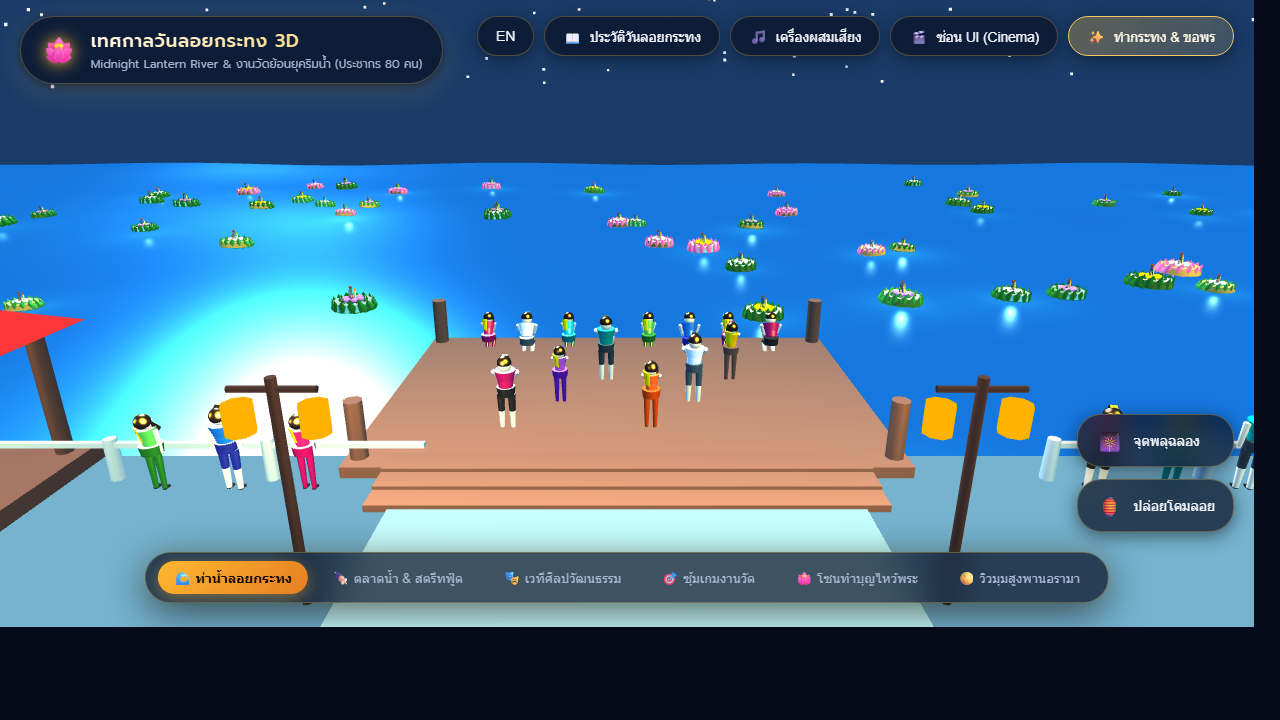 เทศกาลวันลอยกระทง 3D
Midnight Lantern River & งานวัดย้อนยุคริมน้ำ (ประชากร 80 คน)
EN
ประวัติวันลอยกระทง
เครื่องผสมเสียง
ซ่อน UI (Cinema)
ทำกระทง & ขอพร
จุดพลุฉลอง
ปล่อยโคมลอย
ท่าน้ำลอยกระทง
ตลาดน้ำ & สตรีทฟู้ด
เวทีศิลปวัฒนธรรม
ซุ้มเกมงานวัด
โซนทำบุญไหว้พระ
วิวมุมสูงพานอรามา